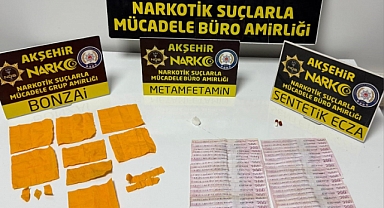 NARKOTİK SUÇLARLA
MÜCADELE BÜRO AMİRLİĞİ
AKŞEHİR
NARKO
NARKOTİK SUÇLARLA
MÜCADELE GRUP AMİRLİĞİ
BONZAİ
AKŞEHİR
NARKO
NARKOTİK SUÇLARLA
MÜCADELE BÜRO AMİRLİĞİ
METAMFETAMİN
AKŞEHİR
NARKO
NARKOTİK SUÇLARLA
MÜCADELE BÜRO AMİRLİĞİ
SENTETİK ECZA